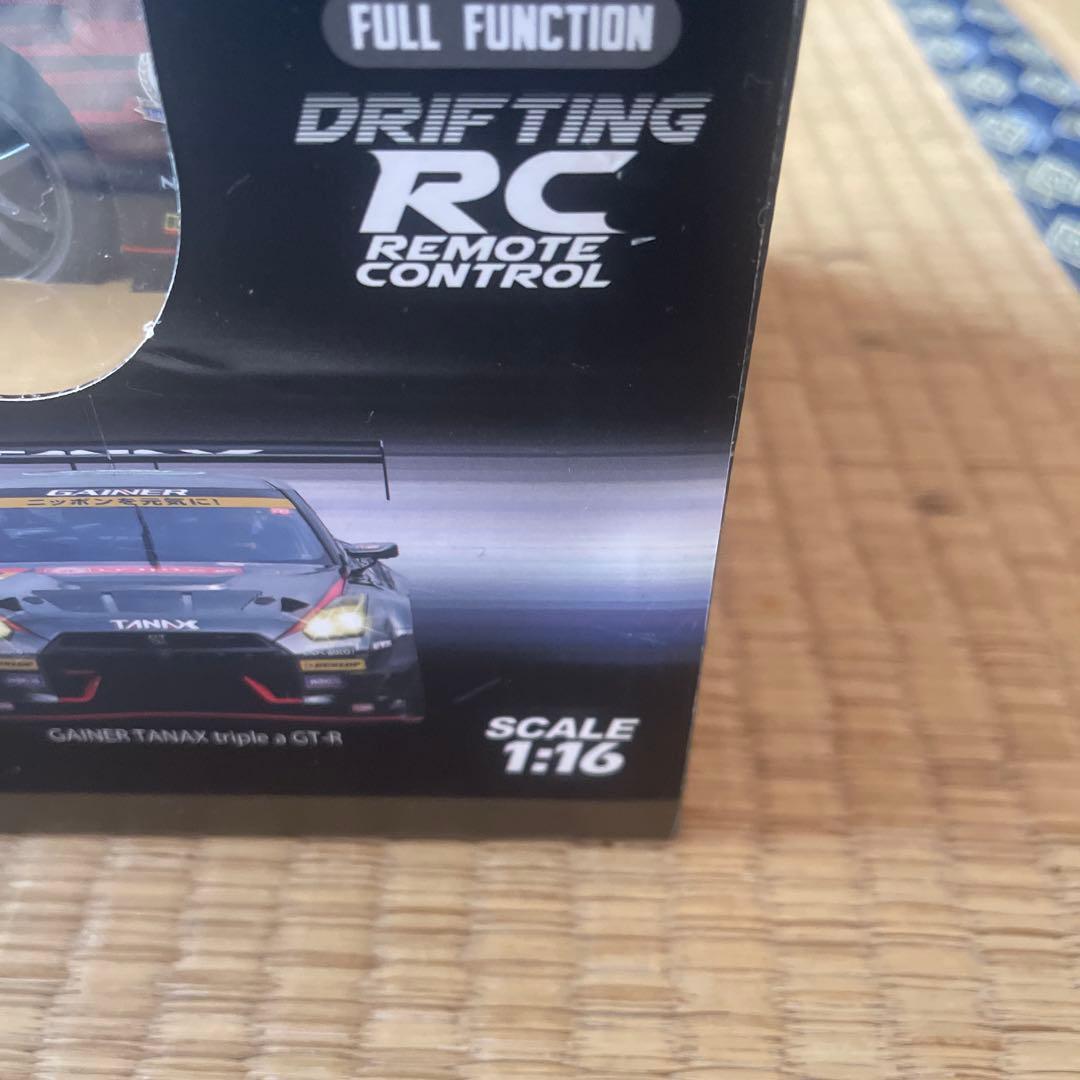 FULL FUNCTION
DRIFTING
RC
REMOTE
CONTROL
GAINER
ニッポンを元気に!
TANAX
DUNLOP
GAINER TANAX triple a GT-R
SCALE
1:16